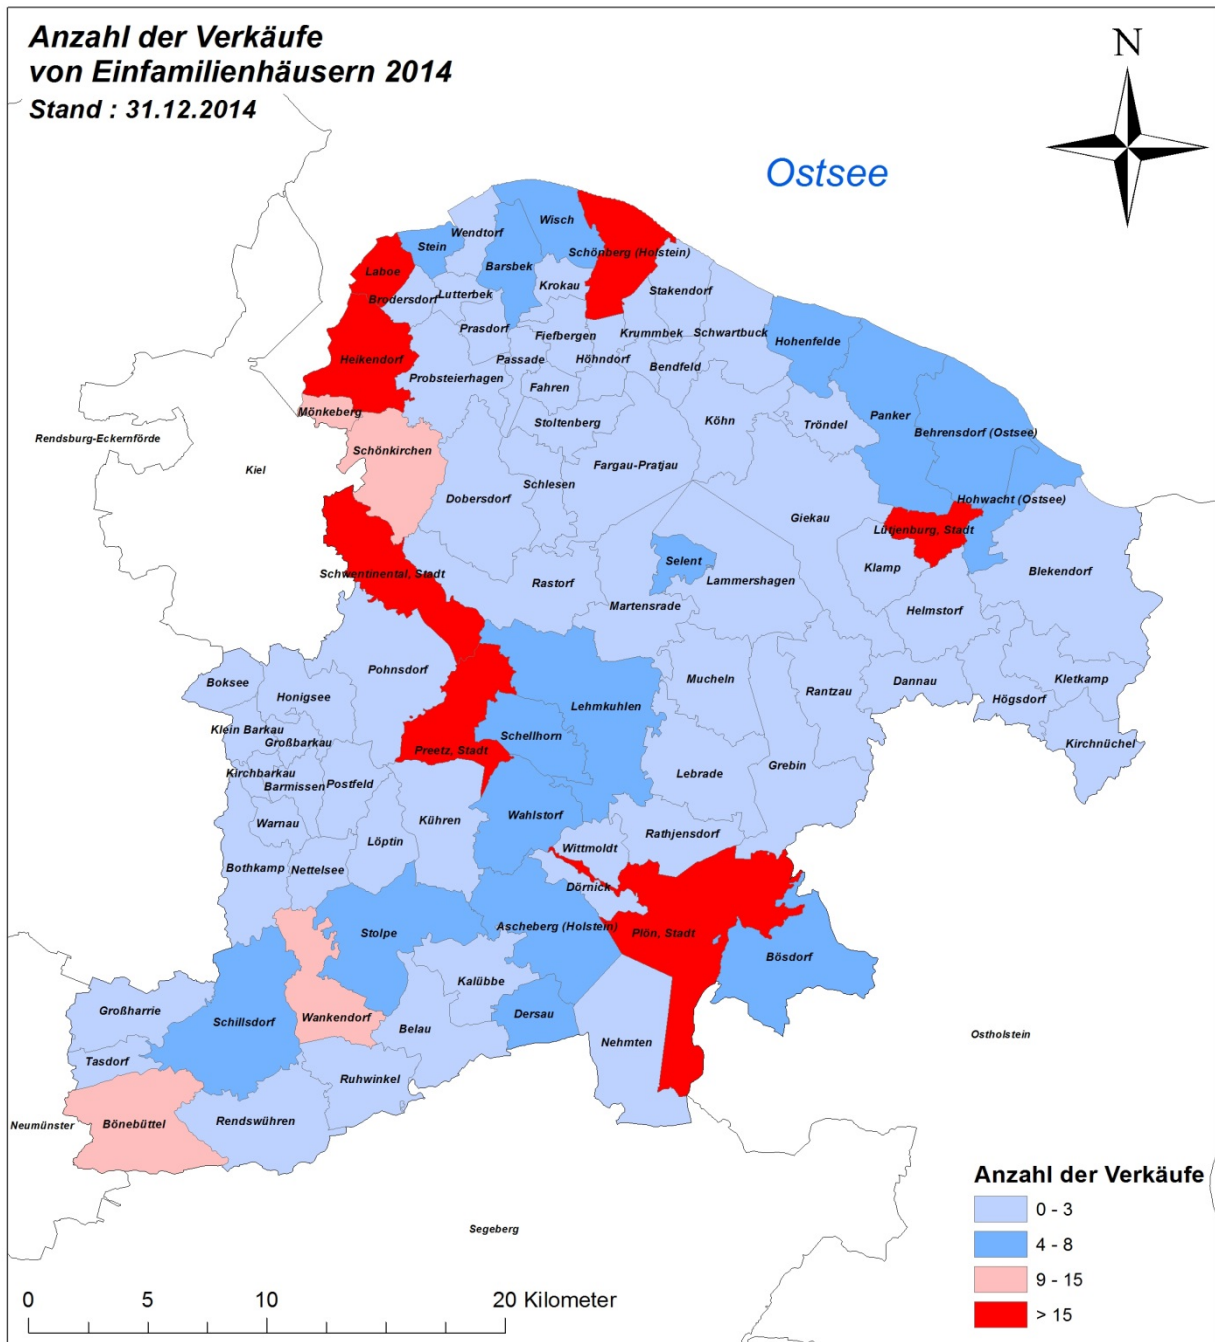 Anzahl der Verkäufe
von Einfamilienhäusern 2014
Stand : 31.12.2014
N
Ostsee
Wisch
Wendtorf
Stein
Schönberg (Holstein)
Barsbek
Laboe
Krokau
Stakendorf
Lutterbek
Brodersdorf
Prasdorf
Fiefbergen
Krummbek
Schwartbuck
Hohenfelde
Heikendorf
Passade
Höhndorf
Bendfeld
Probsteierhagen
Fahren
Mönkeberg
Stoltenberg
Köhn
Tröndel
Panker
Behrensdorf (Ostsee)
Rendsburg-Eckernförde
Kiel
Schönkirchen
Fargau-Pratjau
Schlesen
Dobersdorf
Hohwacht (Ostsee)
Giekau
Lütjenburg, Stadt
Selent
Klamp
Blekendorf
Schwentinental, Stadt
Rastorf
Lammershagen
Martensrade
Helmstorf
Pohnsdorf
Boksee
Honigsee
Mucheln
Rantzau
Dannau
Kletkamp
Högsdorf
Lehmkuhlen
Klein Barkau
Großbarkau
Schellhorn
Preetz, Stadt
Kirchnüchel
Kirchbarkau
Barmissen
Postfeld
Lebrade
Grebin
Warnau
Kühren
Wahlstorf
Rathjensdorf
Löptin
Wittmoldt
Bothkamp
Nettelsee
Dörnick
Stolpe
Ascheberg (Holstein)
Plön, Stadt
Bösdorf
Kalübbe
Großharrie
Schillsdorf
Wankendorf
Dersau
Belau
Nehmten
Ostholstein
Tasdorf
Ruhwinkel
Neumünster
Bönebüttel
Rendswühren
Segeberg
Anzahl der Verkäufe
0 - 3
4 - 8
9 - 15
> 15
0 5 10 20 Kilometer